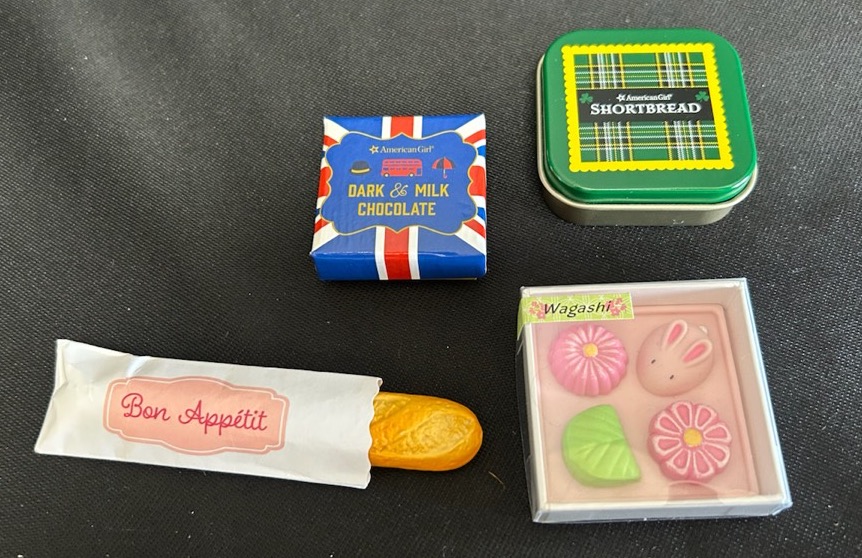 American Girl®
DARK & MILK
CHOCOLATE
American Girl®
SHORTBREAD
Wagashi
Bon Appétit